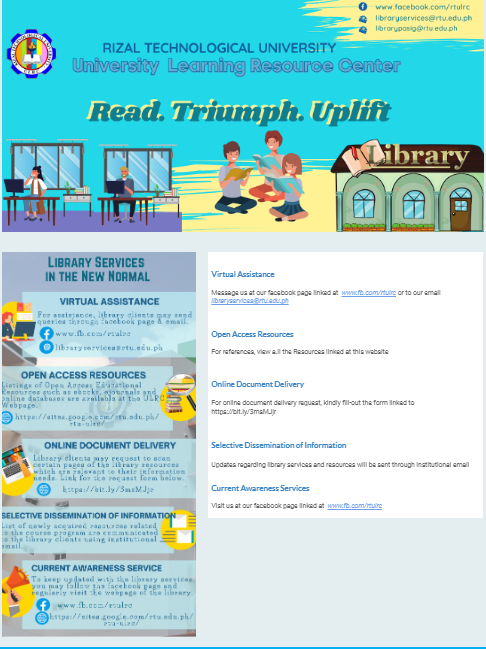 www.facebook.com/rtulrc
libraryservices@rtu.edu.ph
librarypasig@rtu.edu.ph
RIZAL TECHNOLOGICAL UNIVERSITY
University Learning Resource Center
Read. Triumph. Uplift
Library
LIBRARY SERVICES
IN THE NEW NORMAL
VIRTUAL ASSISTANCE
For assistance, library clients may send
queries through facebook page & email.
www.fb.com/rtulrc
libraryservices@rtu.edu.ph
OPEN ACCESS RESOURCES
Listings of Open Access Educational
Resources such as ebooks, ejournals and
online databases are available at the ULRC
Webpage.
https://sites.google.com/rtu.edu.ph/
rtu-ulrc/
ONLINE DOCUMENT DELIVERY
Library clients may request to scan
certain pages of the library resources
which are relevant to their information
needs. Link for the request form below.
https://bit.ly/3msMJjr
SELECTIVE DISSEMINATION OF INFORMATION
List of newly acquired resources related
to the course program are communicated
to the library clients using institutional
email.
CURRENT AWARENESS SERVICE
To keep updated with the library services,
you may follow the facebook page and
regularly visit the webpage of the library.
www.fb.com/rtulrc
https://sites.google.com/rtu.edu.ph/
rtu-ulrc/
Virtual Assistance
Message us at our facebook page linked at www.fb.com/rtulrc or to our email
libraryservices@rtu.edu.ph
Open Access Resources
For references, view a.ll the Resources linked at this website
Online Document Delivery
For online document delivery request, kindly fill-out the form linked to
https://bit.ly/3msMJjr
Selective Dissemination of Information
Updates regarding library services and resources will be sent through institutional email
Current Awareness Services
Visit us at our facebook page linked at www.fb.com/rtulrc